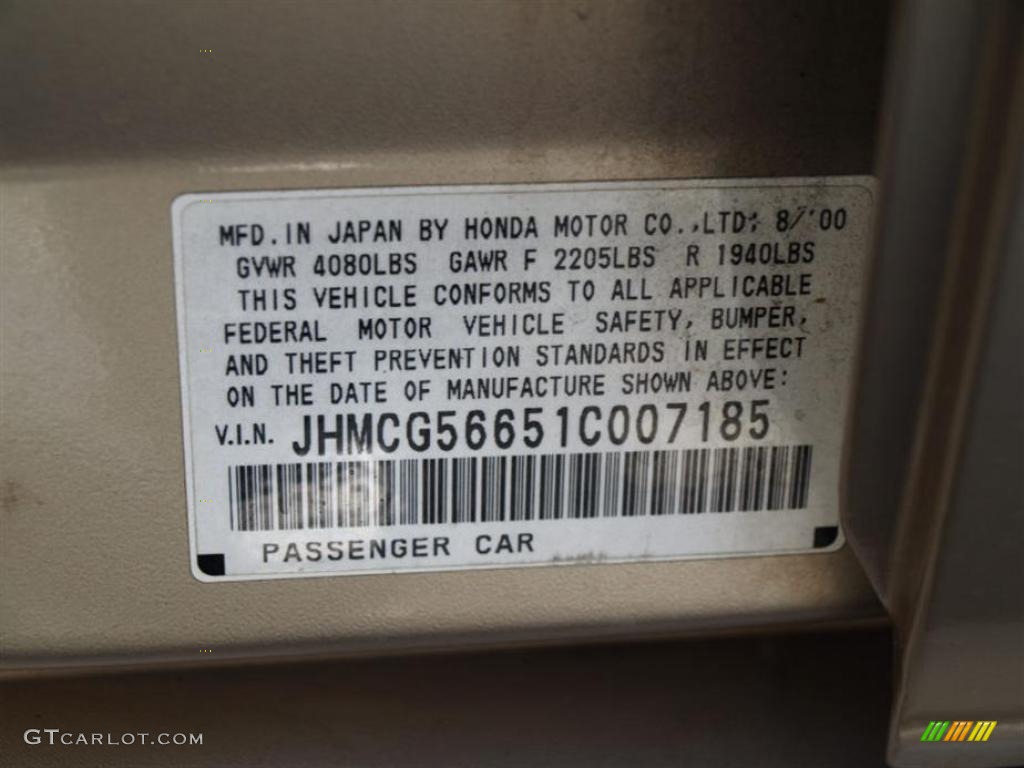 MFD. IN JAPAN BY HONDA MOTOR CO., LTD. 8/'00
GVWR 4080LBS GAWR F 2205LBS R 1940LBS
THIS VEHICLE CONFORMS TO ALL APPLICABLE
FEDERAL MOTOR VEHICLE SAFETY, BUMPER,
AND THEFT PREVENTION STANDARDS IN EFFECT
ON THE DATE OF MANUFACTURE SHOWN ABOVE:
V.I.N. JHMCG56651C007185
PASSENGER CAR
GTCARLOT.COM